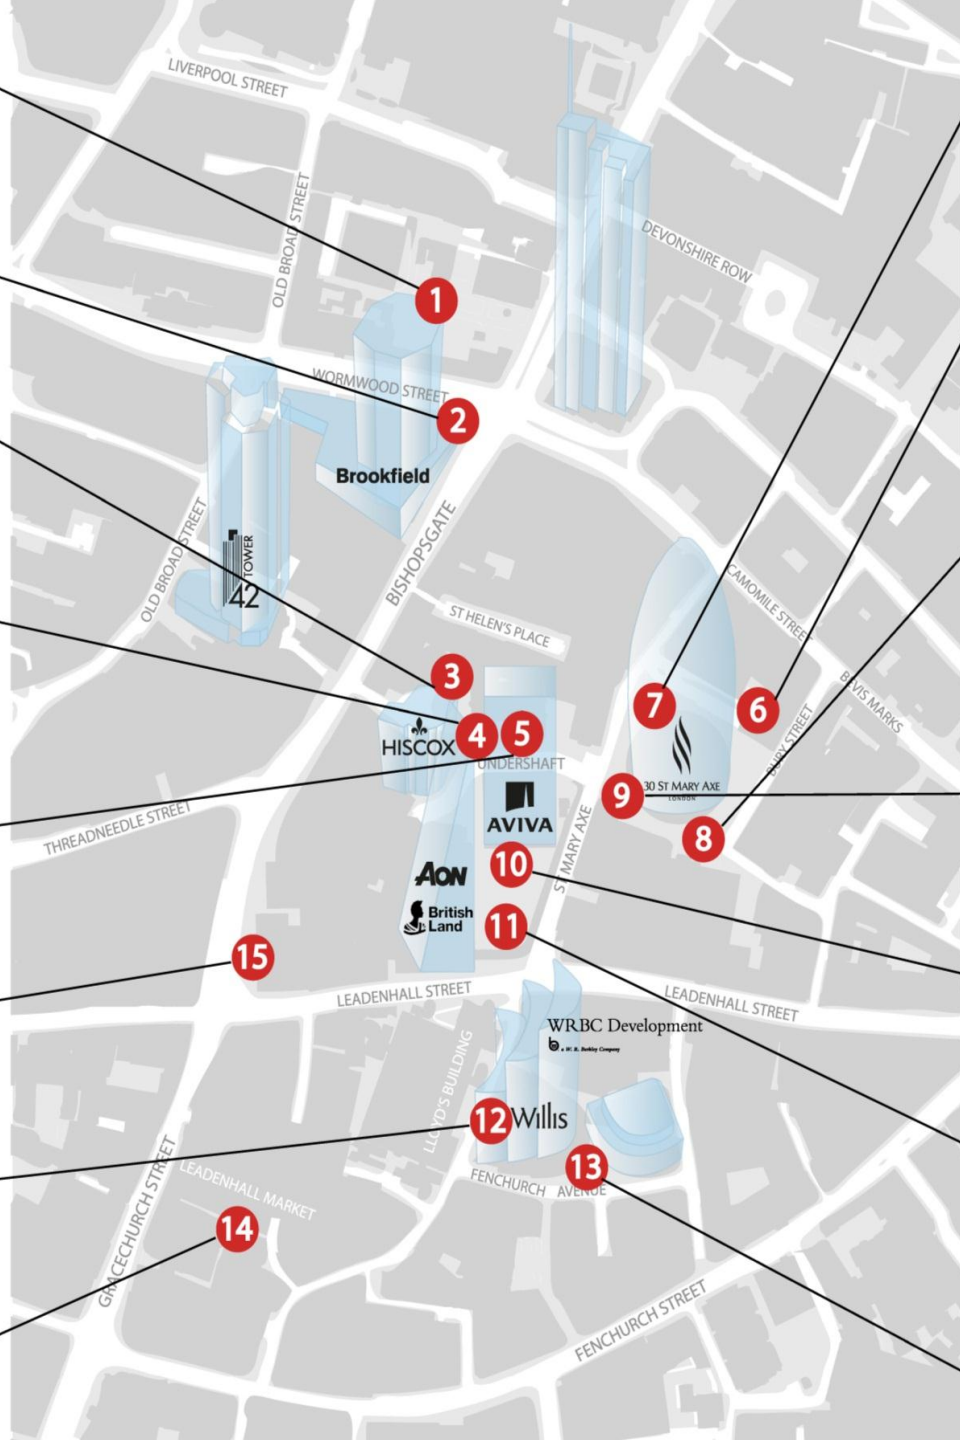 LIVERPOOL STREET
OLD BROAD STREET
DEVONSHIRE ROW
1
WORMWOOD STREET
2
Brookfield
OLD BROAD STREET
TOWER
42
BISHOPSGATE
ST HELEN'S PLACE
CAMOMILE STREET
BEVIS MARKS
BURY STREET
3
4
5
HISCOX
UNDERSHAFT
7
6
30 ST MARY AXE
LONDON
9
8
AVIVA
THREADNEEDLE STREET
ST MARY AXE
10
AON
British
Land
11
15
LEADENHALL STREET
LEADENHALL STREET
WRBC Development
a W. R. Berkley Company
LLOYD'S BUILDING
12
Willis
13
FENCHURCH AVENUE
LEADENHALL MARKET
GRACECHURCH STREET
14
FENCHURCH STREET